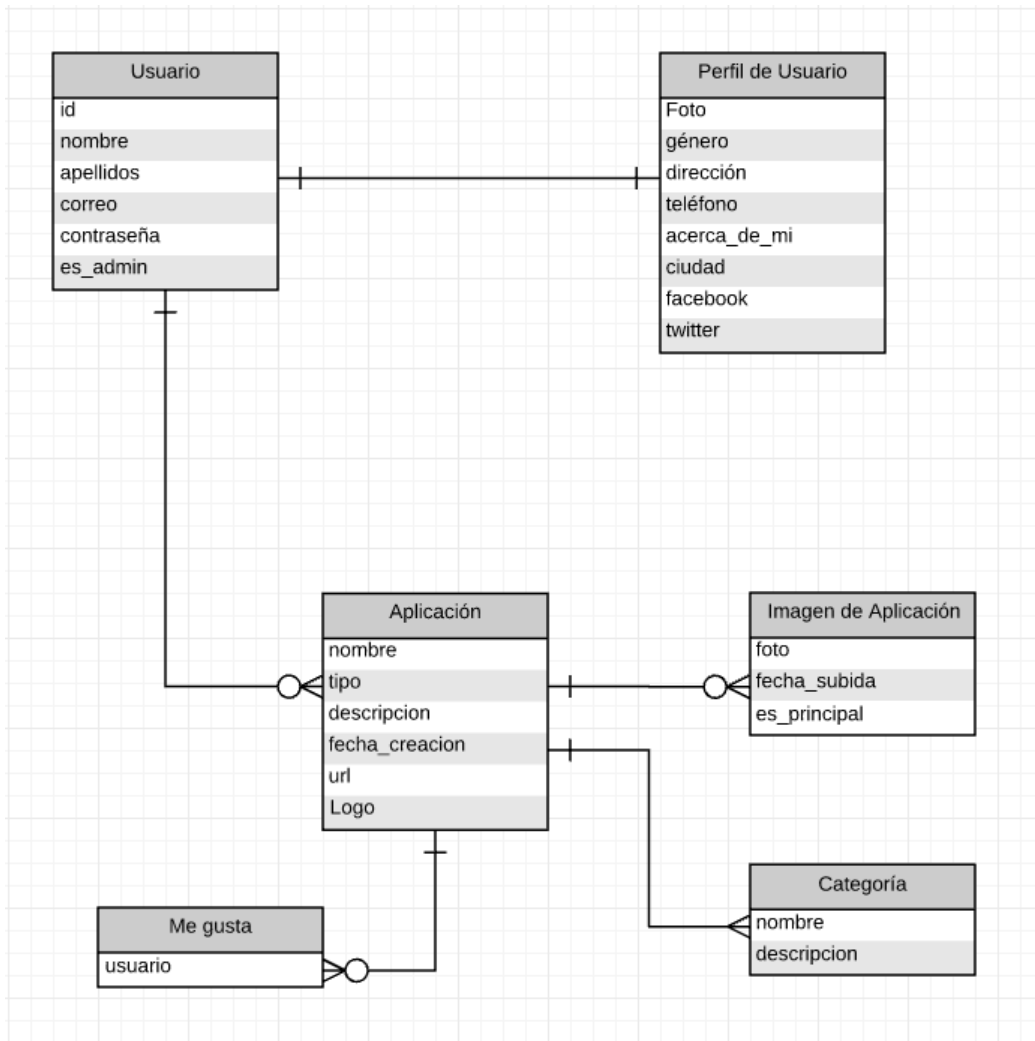 Usuario
id
nombre
apellidos
correo
contraseña
es_admin
Perfil de Usuario
Foto
género
dirección
teléfono
acerca_de_mi
ciudad
facebook
twitter
Aplicación
nombre
tipo
descripcion
fecha_creacion
url
Logo
Imagen de Aplicación
foto
fecha_subida
es_principal
Me gusta
usuario
Categoría
nombre
descripcion